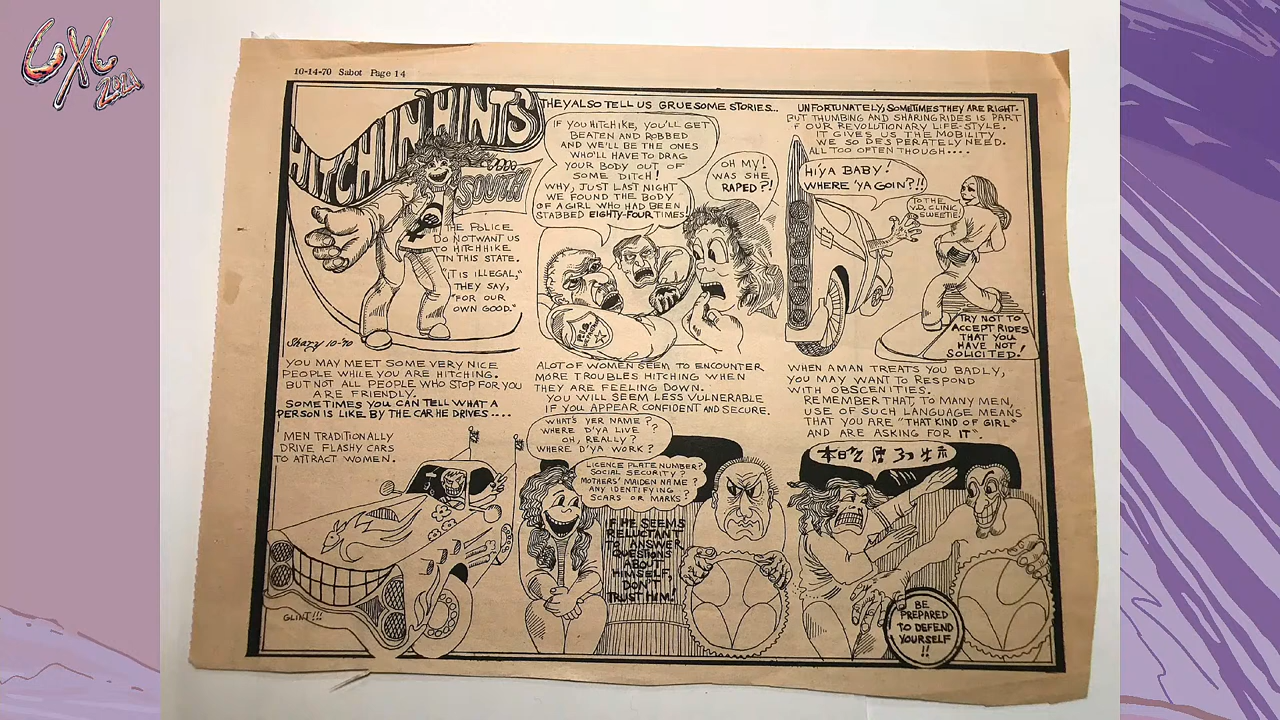 GXG
10-14-70 Sabot Page 14
HITCHIN' HINTS
SOUTH
THE POLICE
DO NOT WANT US
TO HITCHHIKE
IN THIS STATE.
"IT IS ILLEGAL,"
THEY SAY,
"FOR OUR
OWN GOOD."
Shazy 10-70
THEY ALSO TELL US GRUESOME STORIES...
IF YOU HITCHIKE, YOU'LL GET
BEATEN AND ROBBED
AND WE'LL BE THE ONES
WHO'LL HAVE TO DRAG
YOUR BODY OUT OF
SOME DITCH!
WHY, JUST LAST NIGHT
WE FOUND THE BODY
OF A GIRL WHO HAD BEEN
STABBED EIGHTY-FOUR TIMES!
OH MY!
WAS SHE
RAPED?!
UNFORTUNATELY, SOMETIMES THEY ARE RIGHT.
BUT THUMBING AND SHARING RIDES IS PART
OF OUR REVOLUTIONARY LIFE-STYLE.
IT GIVES US THE MOBILITY
WE SO DESPERATELY NEED.
ALL TOO OFTEN THOUGH....
HIYA BABY!
WHERE 'YA GOIN'?!!
TO THE
V.D. CLINIC,
SWEETIE!
TRY NOT TO
ACCEPT RIDES
THAT YOU
HAVE NOT
SOLICITED!
YOU MAY MEET SOME VERY NICE
PEOPLE WHILE YOU ARE HITCHING.
BUT NOT ALL PEOPLE WHO STOP FOR YOU
ARE FRIENDLY.
SOMETIMES YOU CAN TELL WHAT A
PERSON IS LIKE BY THE CAR HE DRIVES....
MEN TRADITIONALLY
DRIVE FLASHY CARS
TO ATTRACT WOMEN.
GLINT!!!
ALOT OF WOMEN SEEM TO ENCOUNTER
MORE TROUBLES HITCHING WHEN
THEY ARE FEELING DOWN.
YOU WILL SEEM LESS VULNERABLE
IF YOU APPEAR CONFIDENT AND SECURE.
WHAT'S YER NAME?
WHERE D'YA LIVE?
OH, REALLY?
WHERE D'YA WORK?
LICENCE PLATE NUMBER?
SOCIAL SECURITY?
MOTHERS' MAIDEN NAME?
ANY IDENTIFYING
SCARS OR MARKS?
IF HE SEEMS
RELUCTANT
TO ANSWER
QUESTIONS
ABOUT
HIMSELF,
DON'T
TRUST HIM!
WHEN A MAN TREATS YOU BADLY,
YOU MAY WANT TO RESPOND
WITH OBSCENITIES.
REMEMBER THAT TO MANY MEN,
USE OF SUCH LANGUAGE MEANS
THAT YOU ARE "THAT KIND OF GIRL"
AND ARE ASKING FOR IT".
BE
PREPARED
TO DEFEND
YOURSELF
!!